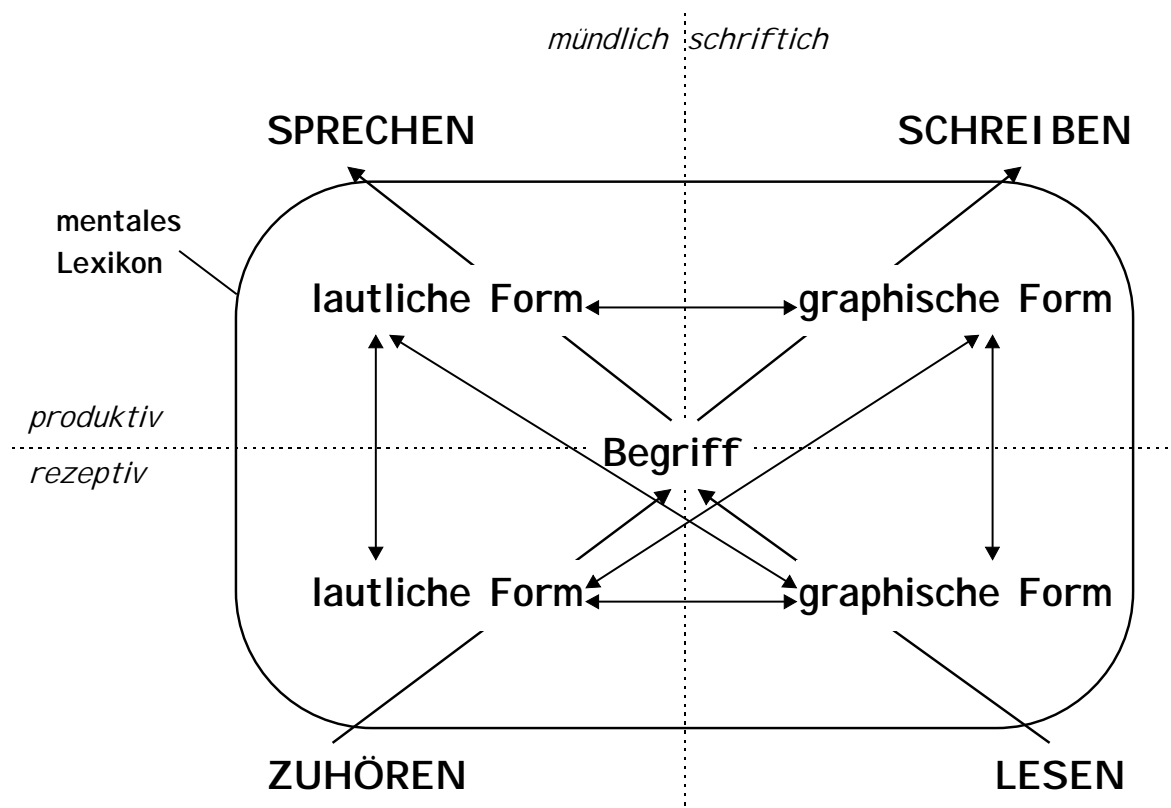 mündlich schriftich
SPRECHEN SCHREIBEN
mentales
Lexikon
lautliche Form graphische Form
produktiv
Begriff
rezeptiv
lautliche Form graphische Form
ZUHÖREN LESEN